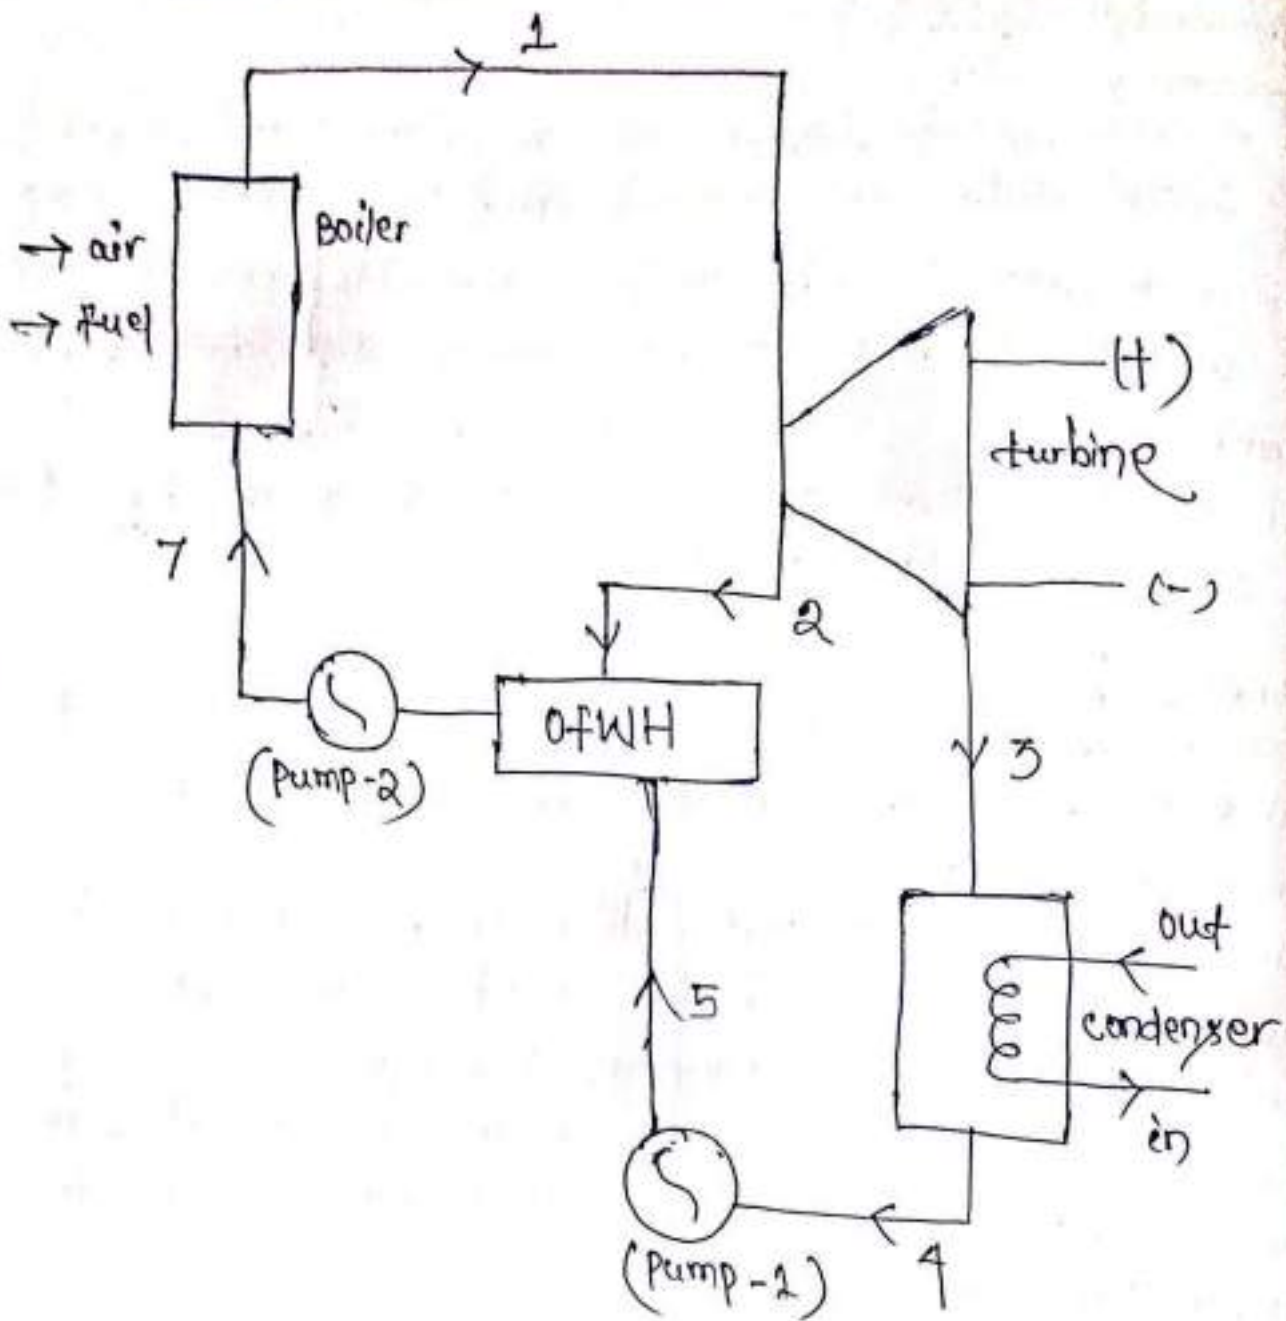 1
Boiler
→ air
→ fuel
(+)
turbine
7
2
(-)
OFWH
(Pump-2)
3
out
5
condenser
in
4
(Pump-1)